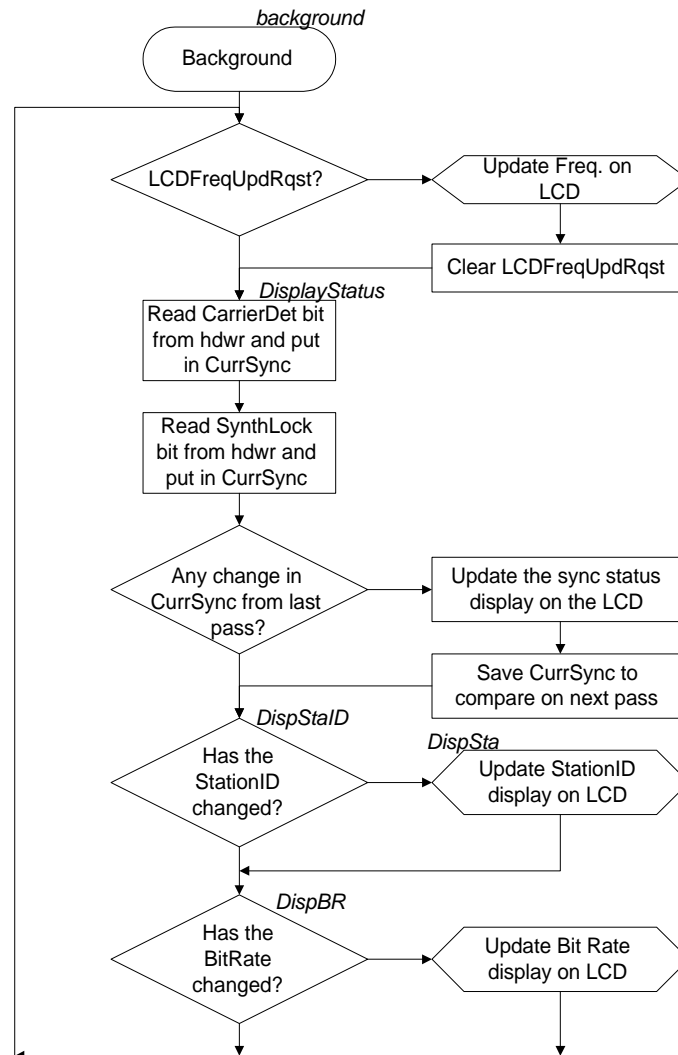 background
Background
LCDFreqUpdRqst?
Update Freq. on
LCD
Clear LCDFreqUpdRqst
DisplayStatus
Read CarrierDet bit
from hdwr and put
in CurrSync
Read SynthLock
bit from hdwr and
put in CurrSync
Any change in
CurrSync from last
pass?
Update the sync status
display on the LCD
Save CurrSync to
compare on next pass
DispStaID
Has the
StationID
changed?
DispSta
Update StationID
display on LCD
DispBR
Has the
BitRate
changed?
Update Bit Rate
display on LCD